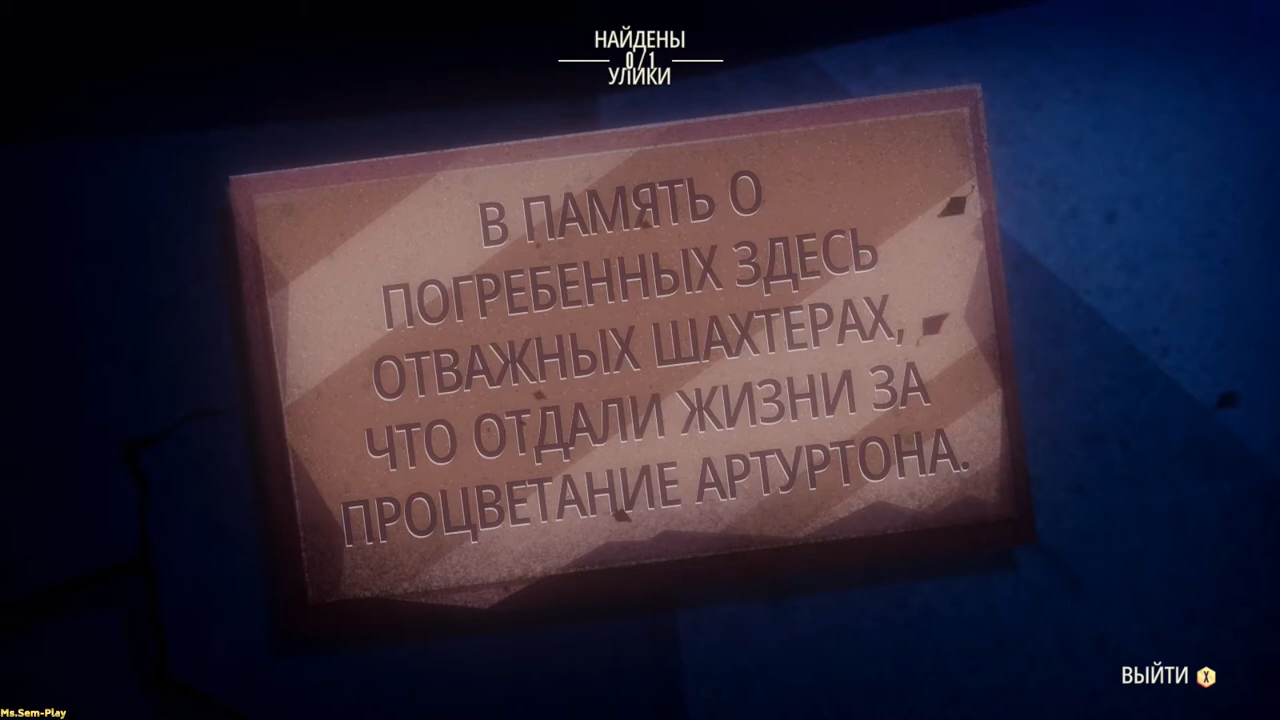 НАЙДЕНЫ
0/1
УЛИКИ
В ПАМЯТЬ О
ПОГРЕБЕННЫХ ЗДЕСЬ
ОТВАЖНЫХ ШАХТЕРАХ,
ЧТО ОТДАЛИ ЖИЗНИ ЗА
ПРОЦВЕТАНИЕ АРТУРТОНА.
ВЫЙТИ X
Ms.Sem-Play